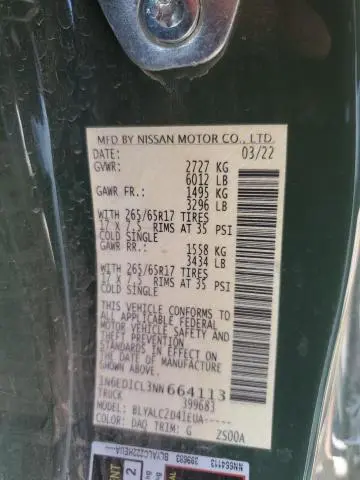 MFD BY NISSAN MOTOR CO., LTD.
DATE: 03/22
GVWR: 2727 KG
6012 LB
GAWR FR.: 1495 KG
3296 LB
WITH 265/65R17 TIRES
17 X 7.5 RIMS AT 35 PSI
COLD SINGLE
GAWR RR.: 1558 KG
3434 LB
WITH 265/65R17 TIRES
17 X 7.5 RIMS AT 35 PSI
COLD SINGLE
THIS VEHICLE CONFORMS TO
ALL APPLICABLE FEDERAL
MOTOR VEHICLE SAFETY AND
THEFT PREVENTION
STANDARDS IN EFFECT ON
THE DATE OF MANUFACTURE
SHOWN ABOVE.
1N6ED1CL3NN664113
TRUCK 399683
MODEL: BLYALCZD41EUA-----
COLOR: DAQ TRIM: G 2S00A
NN664113
399683